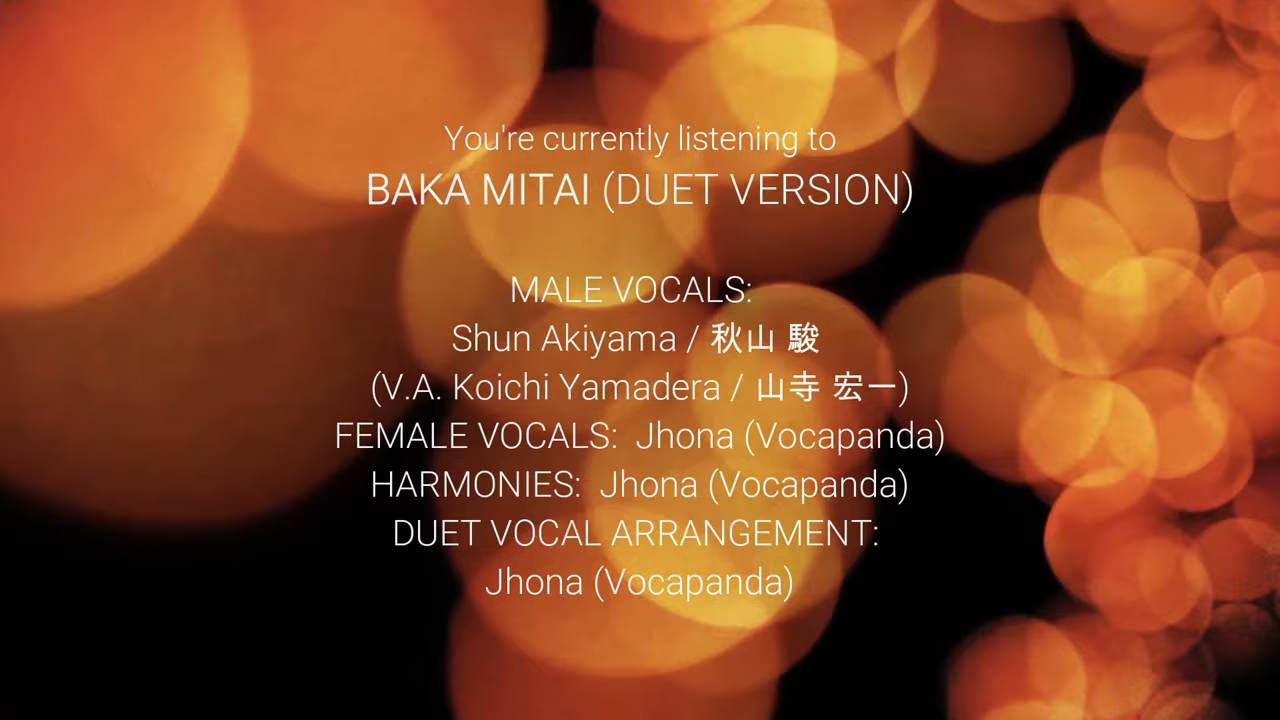 You're currently listening to
BAKA MITAI (DUET VERSION)
MALE VOCALS:
Shun Akiyama / 秋山 駿
(V.A. Koichi Yamadera / 山寺 宏一)
FEMALE VOCALS: Jhona (Vocapanda)
HARMONIES: Jhona (Vocapanda)
DUET VOCAL ARRANGEMENT:
Jhona (Vocapanda)